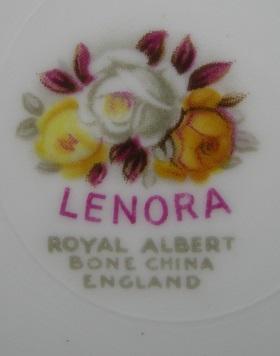 LENORA
ROYAL ALBERT
BONE CHINA
ENGLAND